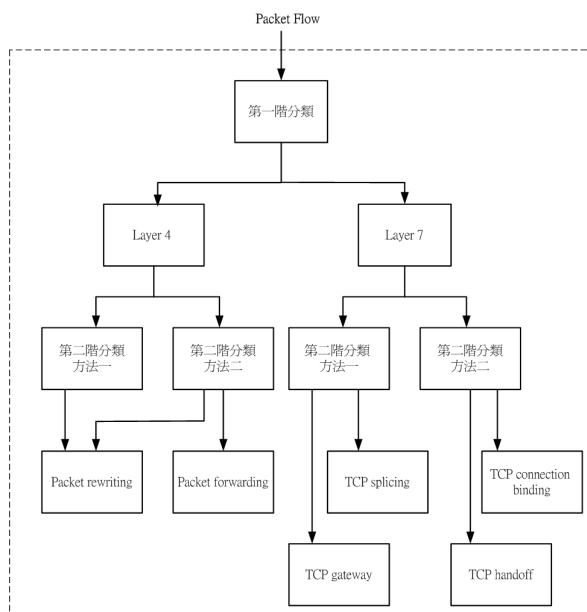 Packet Flow
第一階分類
Layer 4
Layer 7
第二階分類
方法一
第二階分類
方法二
第二階分類
方法一
第二階分類
方法二
Packet rewriting
Packet forwarding
TCP splicing
TCP connection
binding
TCP gateway
TCP handoff